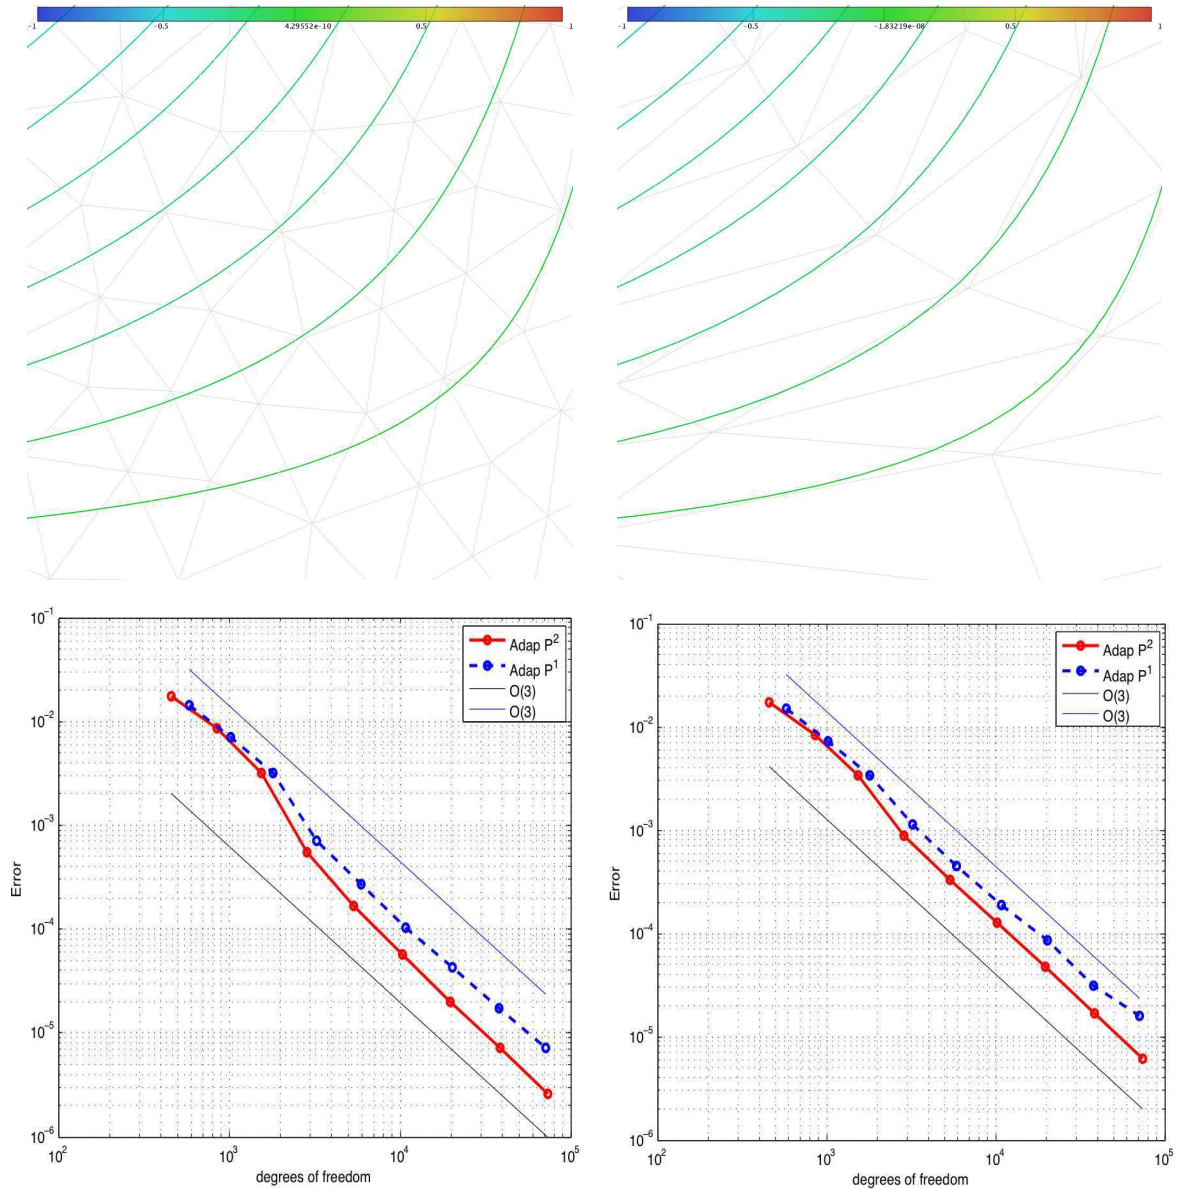 -1 -0.5 4.29552e-10 0.5 1
-1 -0.5 -1.83219e-08 0.5 1
10^-1
10^-2
10^-3
10^-4
10^-5
10^-6
Error
10^2 10^3 10^4 10^5
degrees of freedom
Adap P^2
Adap P^1
O(3)
O(3)
10^-1
10^-2
10^-3
10^-4
10^-5
10^-6
Error
10^2 10^3 10^4 10^5
degrees of freedom
Adap P^2
Adap P^1
O(3)
O(3)